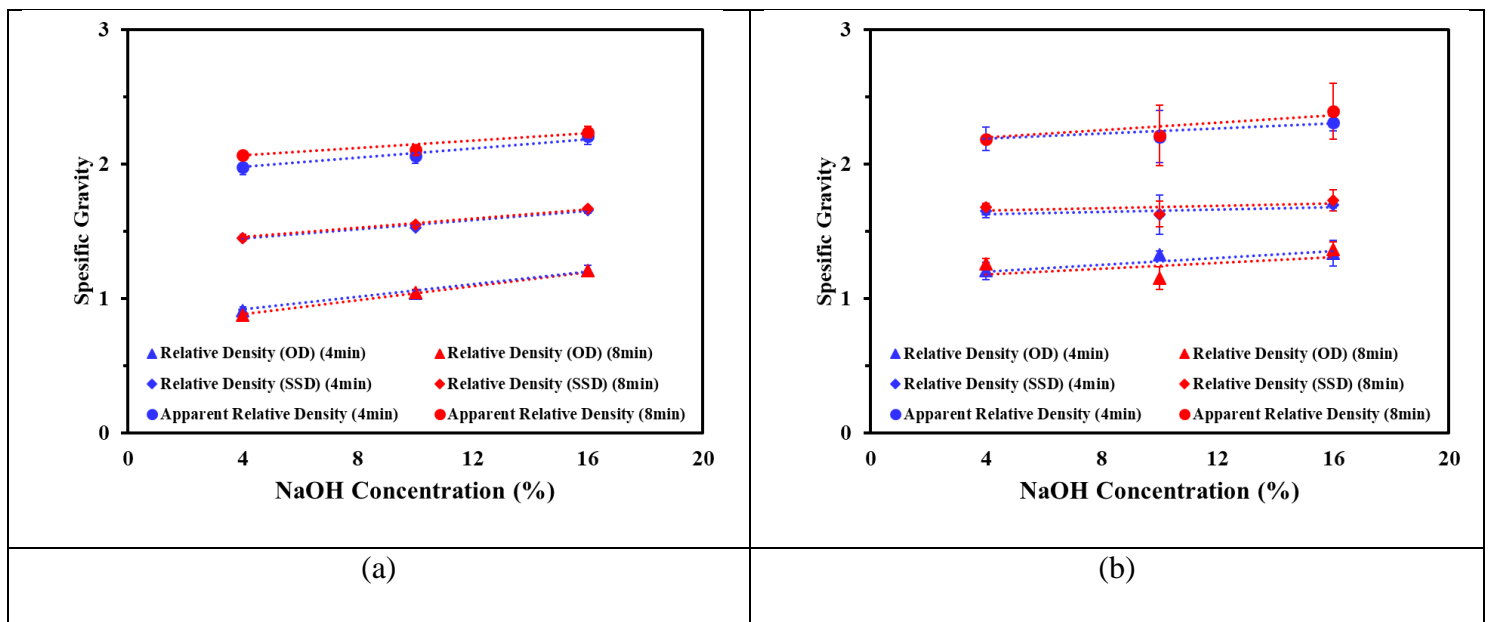 3
2
1
0
Spesific Gravity
Relative Density (OD) (4min)
Relative Density (OD) (8min)
Relative Density (SSD) (4min)
Relative Density (SSD) (8min)
Apparent Relative Density (4min)
Apparent Relative Density (8min)
0 4 8 12 16 20
NaOH Concentration (%)
(a)
3
2
1
0
Spesific Gravity
Relative Density (OD) (4min)
Relative Density (OD) (8min)
Relative Density (SSD) (4min)
Relative Density (SSD) (8min)
Apparent Relative Density (4min)
Apparent Relative Density (8min)
0 4 8 12 16 20
NaOH Concentration (%)
(b)